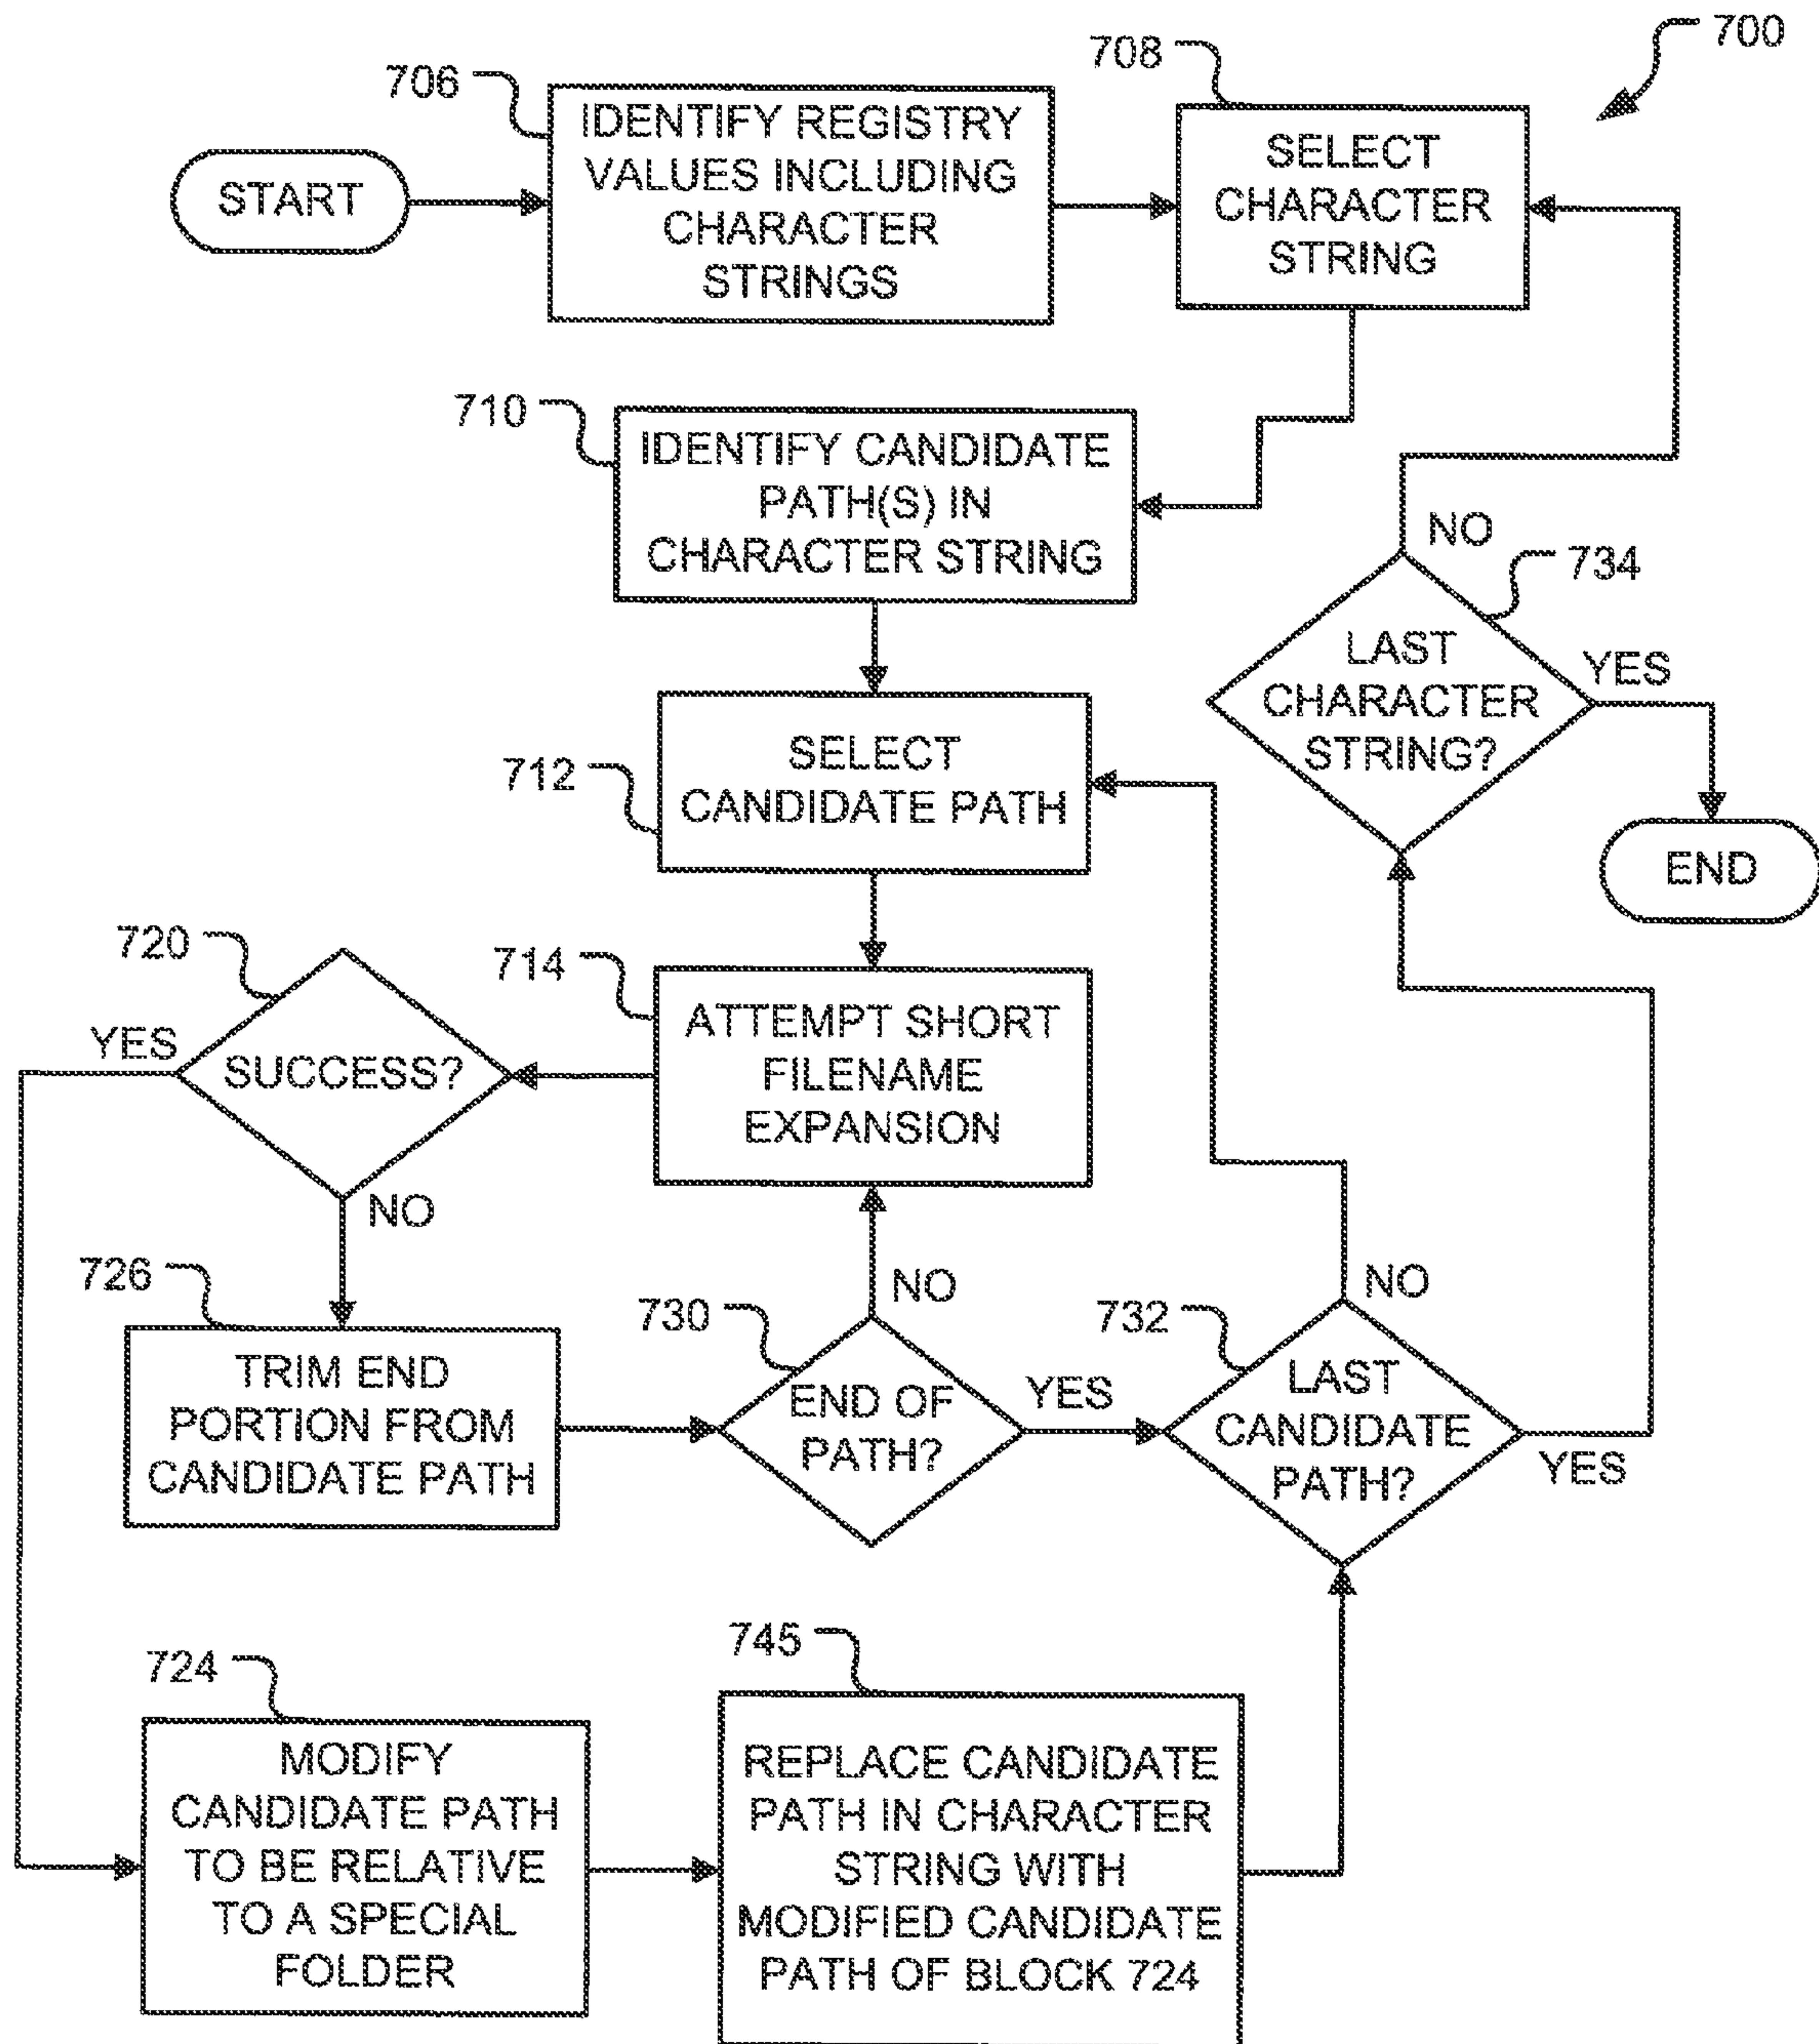 700
708
706
START
IDENTIFY REGISTRY
VALUES INCLUDING
CHARACTER
STRINGS
SELECT
CHARACTER
STRING
710
IDENTIFY CANDIDATE
PATH(S) IN
CHARACTER STRING
NO
734
LAST
CHARACTER
STRING?
YES
END
712
SELECT
CANDIDATE PATH
720
YES
SUCCESS?
NO
714
ATTEMPT SHORT
FILENAME
EXPANSION
726
TRIM END
PORTION FROM
CANDIDATE PATH
NO
730
END OF
PATH?
YES
NO
732
LAST
CANDIDATE
PATH?
YES
724
MODIFY
CANDIDATE PATH
TO BE RELATIVE
TO A SPECIAL
FOLDER
745
REPLACE CANDIDATE
PATH IN CHARACTER
STRING WITH
MODIFIED CANDIDATE
PATH OF BLOCK 724